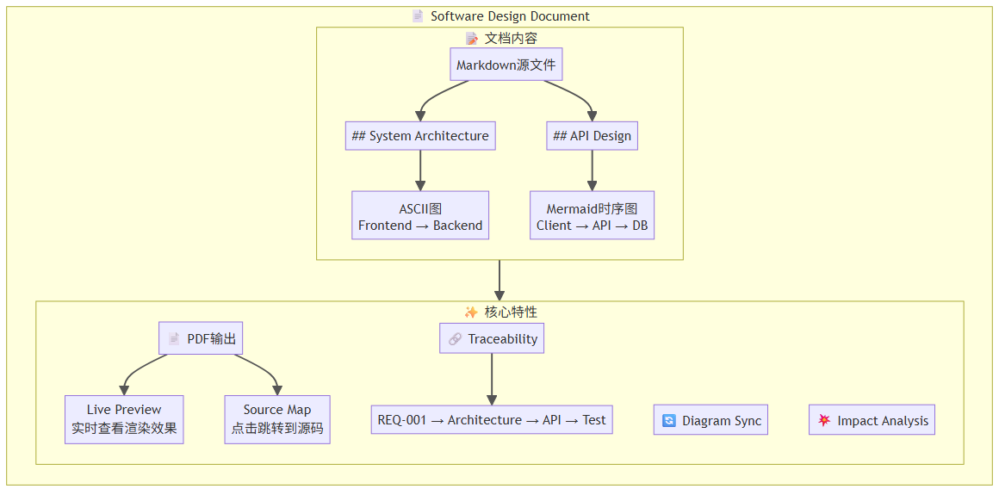 📄 Software Design Document
📝 文档内容
Markdown源文件
## System Architecture
## API Design
ASCII图
Frontend → Backend
Mermaid时序图
Client → API → DB
✨ 核心特性
📄 PDF输出
🔗 Traceability
Live Preview
实时查看渲染效果
Source Map
点击跳转到源码
REQ-001 → Architecture → API → Test
🔄 Diagram Sync
💥 Impact Analysis